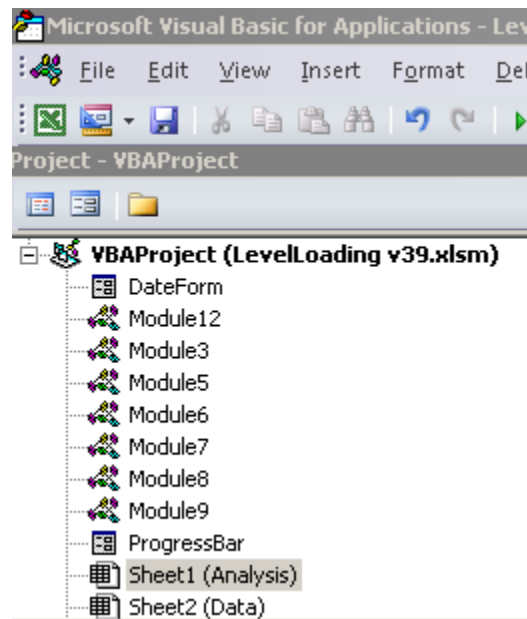 Microsoft Visual Basic for Applications - Lev
File Edit View Insert Format Del
Project - VBAProject
VBAProject (LevelLoading v39.xlsm)
DateForm
Module12
Module3
Module5
Module6
Module7
Module8
Module9
ProgressBar
Sheet1 (Analysis)
Sheet2 (Data)